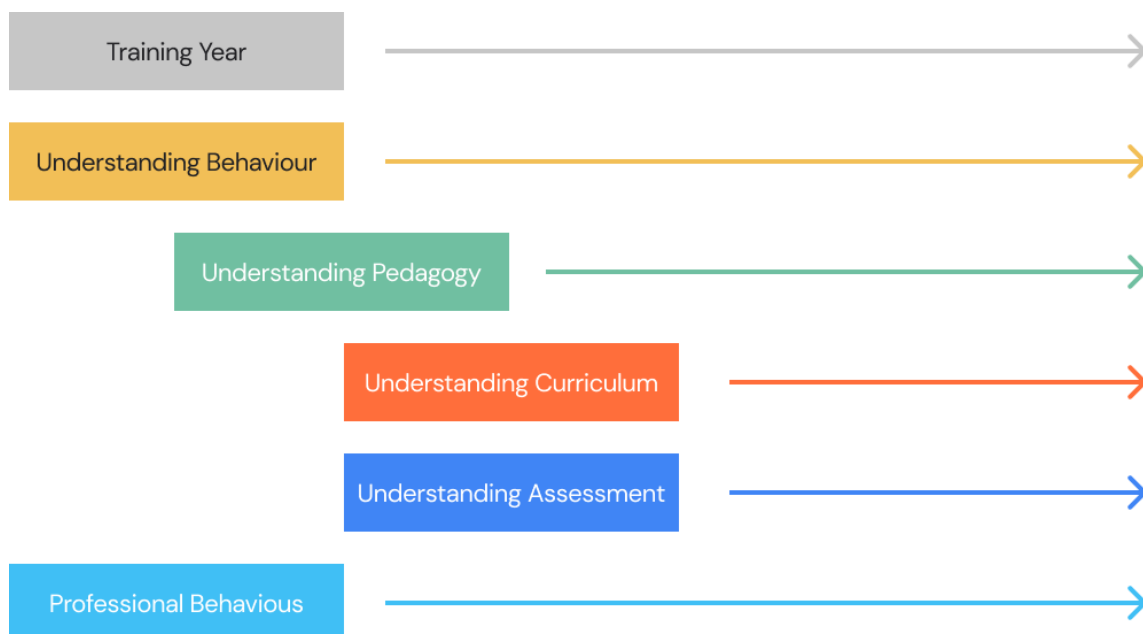 Training Year
Understanding Behaviour
Understanding Pedagogy
Understanding Curriculum
Understanding Assessment
Professional Behavious